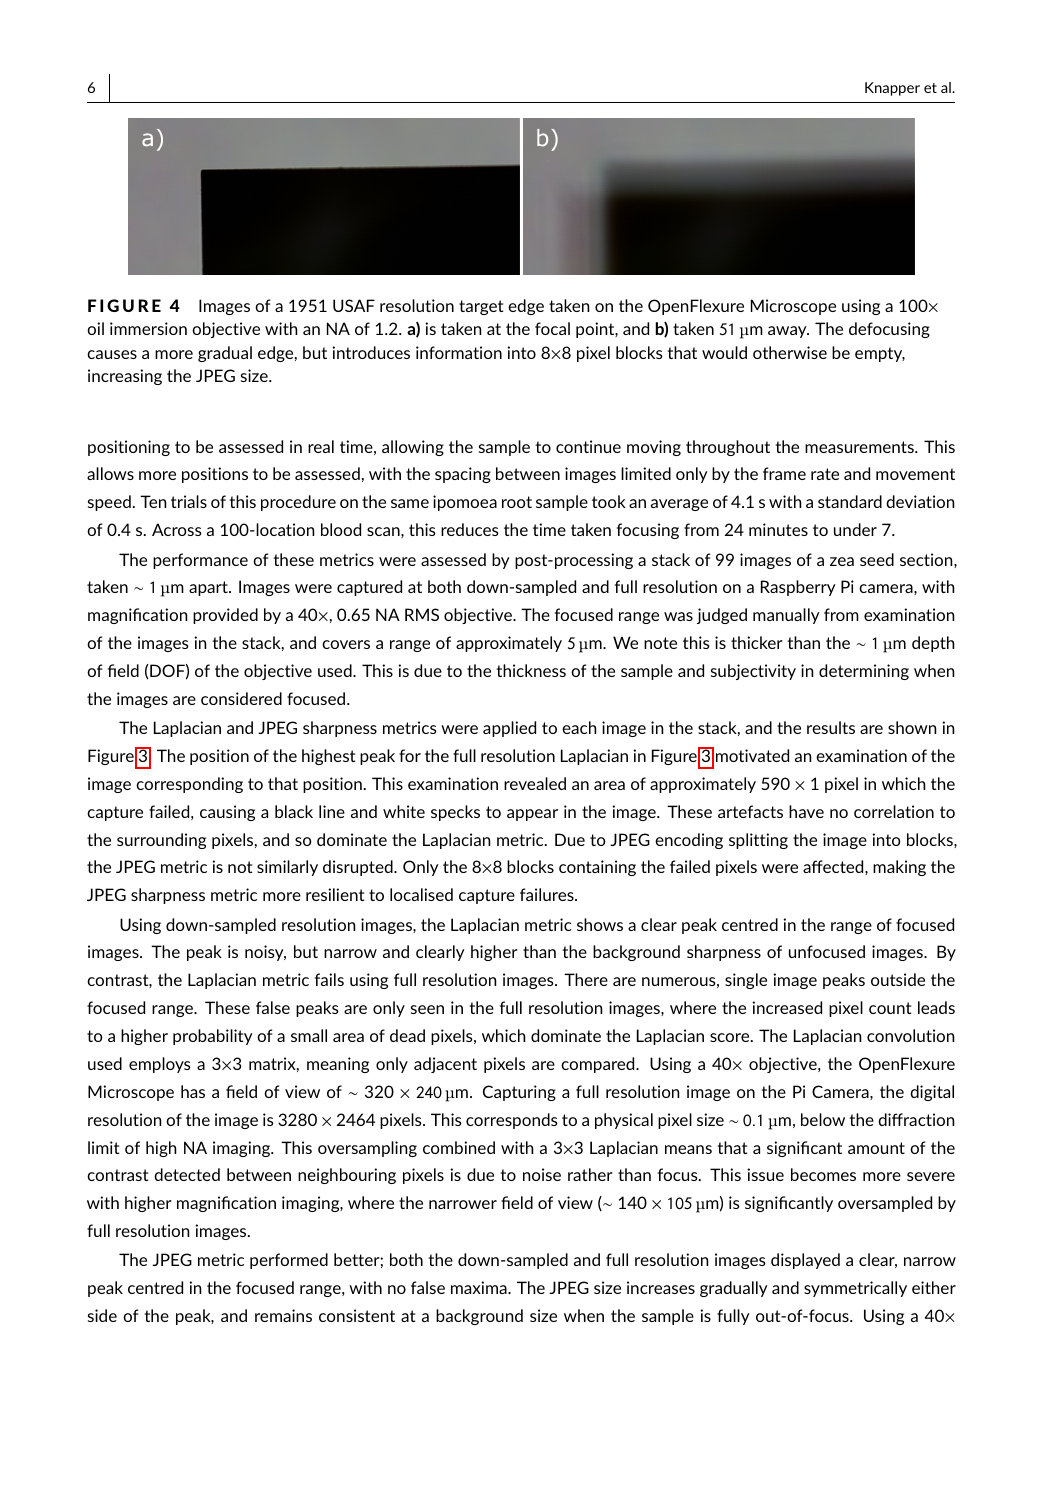 6
Knapper et al.
a)
b)
FIGURE 4 Images of a 1951 USAF resolution target edge taken on the OpenFlexure Microscope using a 100×
oil immersion objective with an NA of 1.2. a) is taken at the focal point, and b) taken 51 µm away. The defocusing
causes a more gradual edge, but introduces information into 8×8 pixel blocks that would otherwise be empty,
increasing the JPEG size.
positioning to be assessed in real time, allowing the sample to continue moving throughout the measurements. This
allows more positions to be assessed, with the spacing between images limited only by the frame rate and movement
speed. Ten trials of this procedure on the same ipomoea root sample took an average of 4.1 s with a standard deviation
of 0.4 s. Across a 100-location blood scan, this reduces the time taken focusing from 24 minutes to under 7.
The performance of these metrics were assessed by post-processing a stack of 99 images of a zea seed section,
taken ~ 1 µm apart. Images were captured at both down-sampled and full resolution on a Raspberry Pi camera, with
magnification provided by a 40×, 0.65 NA RMS objective. The focused range was judged manually from examination
of the images in the stack, and covers a range of approximately 5 µm. We note this is thicker than the ~ 1 µm depth
of field (DOF) of the objective used. This is due to the thickness of the sample and subjectivity in determining when
the images are considered focused.
The Laplacian and JPEG sharpness metrics were applied to each image in the stack, and the results are shown in
Figure 3. The position of the highest peak for the full resolution Laplacian in Figure 3 motivated an examination of the
image corresponding to that position. This examination revealed an area of approximately 590 × 1 pixel in which the
capture failed, causing a black line and white specks to appear in the image. These artefacts have no correlation to
the surrounding pixels, and so dominate the Laplacian metric. Due to JPEG encoding splitting the image into blocks,
the JPEG metric is not similarly disrupted. Only the 8×8 blocks containing the failed pixels were affected, making the
JPEG sharpness metric more resilient to localised capture failures.
Using down-sampled resolution images, the Laplacian metric shows a clear peak centred in the range of focused
images. The peak is noisy, but narrow and clearly higher than the background sharpness of unfocused images. By
contrast, the Laplacian metric fails using full resolution images. There are numerous, single image peaks outside the
focused range. These false peaks are only seen in the full resolution images, where the increased pixel count leads
to a higher probability of a small area of dead pixels, which dominate the Laplacian score. The Laplacian convolution
used employs a 3×3 matrix, meaning only adjacent pixels are compared. Using a 40× objective, the OpenFlexure
Microscope has a field of view of ~ 320 × 240 µm. Capturing a full resolution image on the Pi Camera, the digital
resolution of the image is 3280 × 2464 pixels. This corresponds to a physical pixel size ~ 0.1 µm, below the diffraction
limit of high NA imaging. This oversampling combined with a 3×3 Laplacian means that a significant amount of the
contrast detected between neighbouring pixels is due to noise rather than focus. This issue becomes more severe
with higher magnification imaging, where the narrower field of view (~ 140 × 105 µm) is significantly oversampled by
full resolution images.
The JPEG metric performed better; both the down-sampled and full resolution images displayed a clear, narrow
peak centred in the focused range, with no false maxima. The JPEG size increases gradually and symmetrically either
side of the peak, and remains consistent at a background size when the sample is fully out-of-focus. Using a 40×